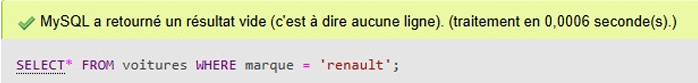 MySQL a retourné un résultat vide (c'est à dire aucune ligne). (traitement en 0,0006 seconde(s).)
SELECT* FROM voitures WHERE marque = 'renault';